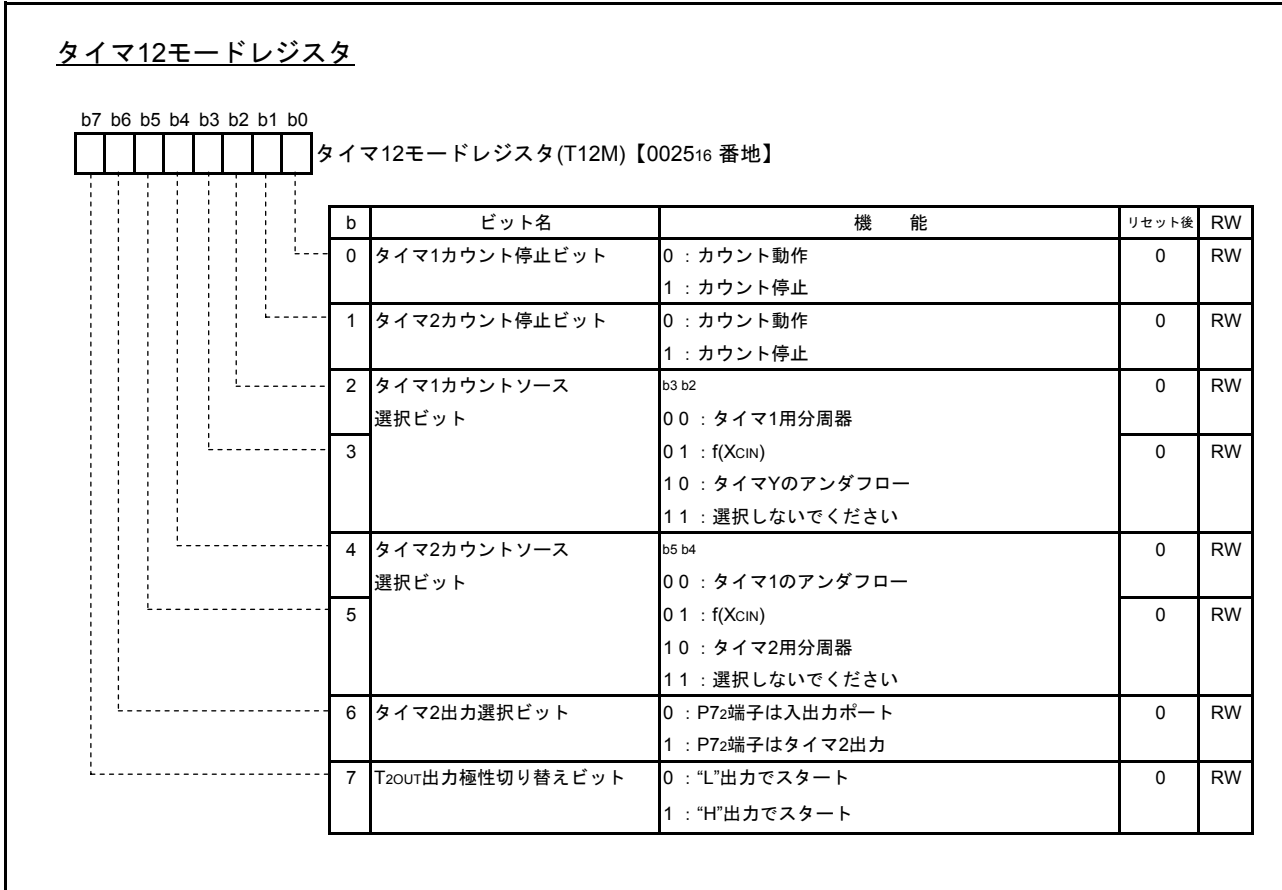 タイマ12モードレジスタ
b7 b6 b5 b4 b3 b2 b1 b0
タイマ12モードレジスタ(T12M)【002516 番地】
b ビット名 機 能 リセット後 RW
0 タイマ1カウント停止ビット 0 : カウント動作 0 RW
1 : カウント停止
1 タイマ2カウント停止ビット 0 : カウント動作 0 RW
1 : カウント停止
2 タイマ1カウントソース b3 b2 0 RW
選択ビット 0 0 : タイマ1用分周器
3 0 1 : f(XCIN) 0 RW
1 0 : タイマYのアンダフロー
1 1 : 選択しないでください
4 タイマ2カウントソース b5 b4 0 RW
選択ビット 0 0 : タイマ1のアンダフロー
5 0 1 : f(XCIN) 0 RW
1 0 : タイマ2用分周器
1 1 : 選択しないでください
6 タイマ2出力選択ビット 0 : P72端子は入出力ポート 0 RW
1 : P72端子はタイマ2出力
7 T2OUT出力極性切り替えビット 0 : “L”出力でスタート 0 RW
1 : “H”出力でスタート